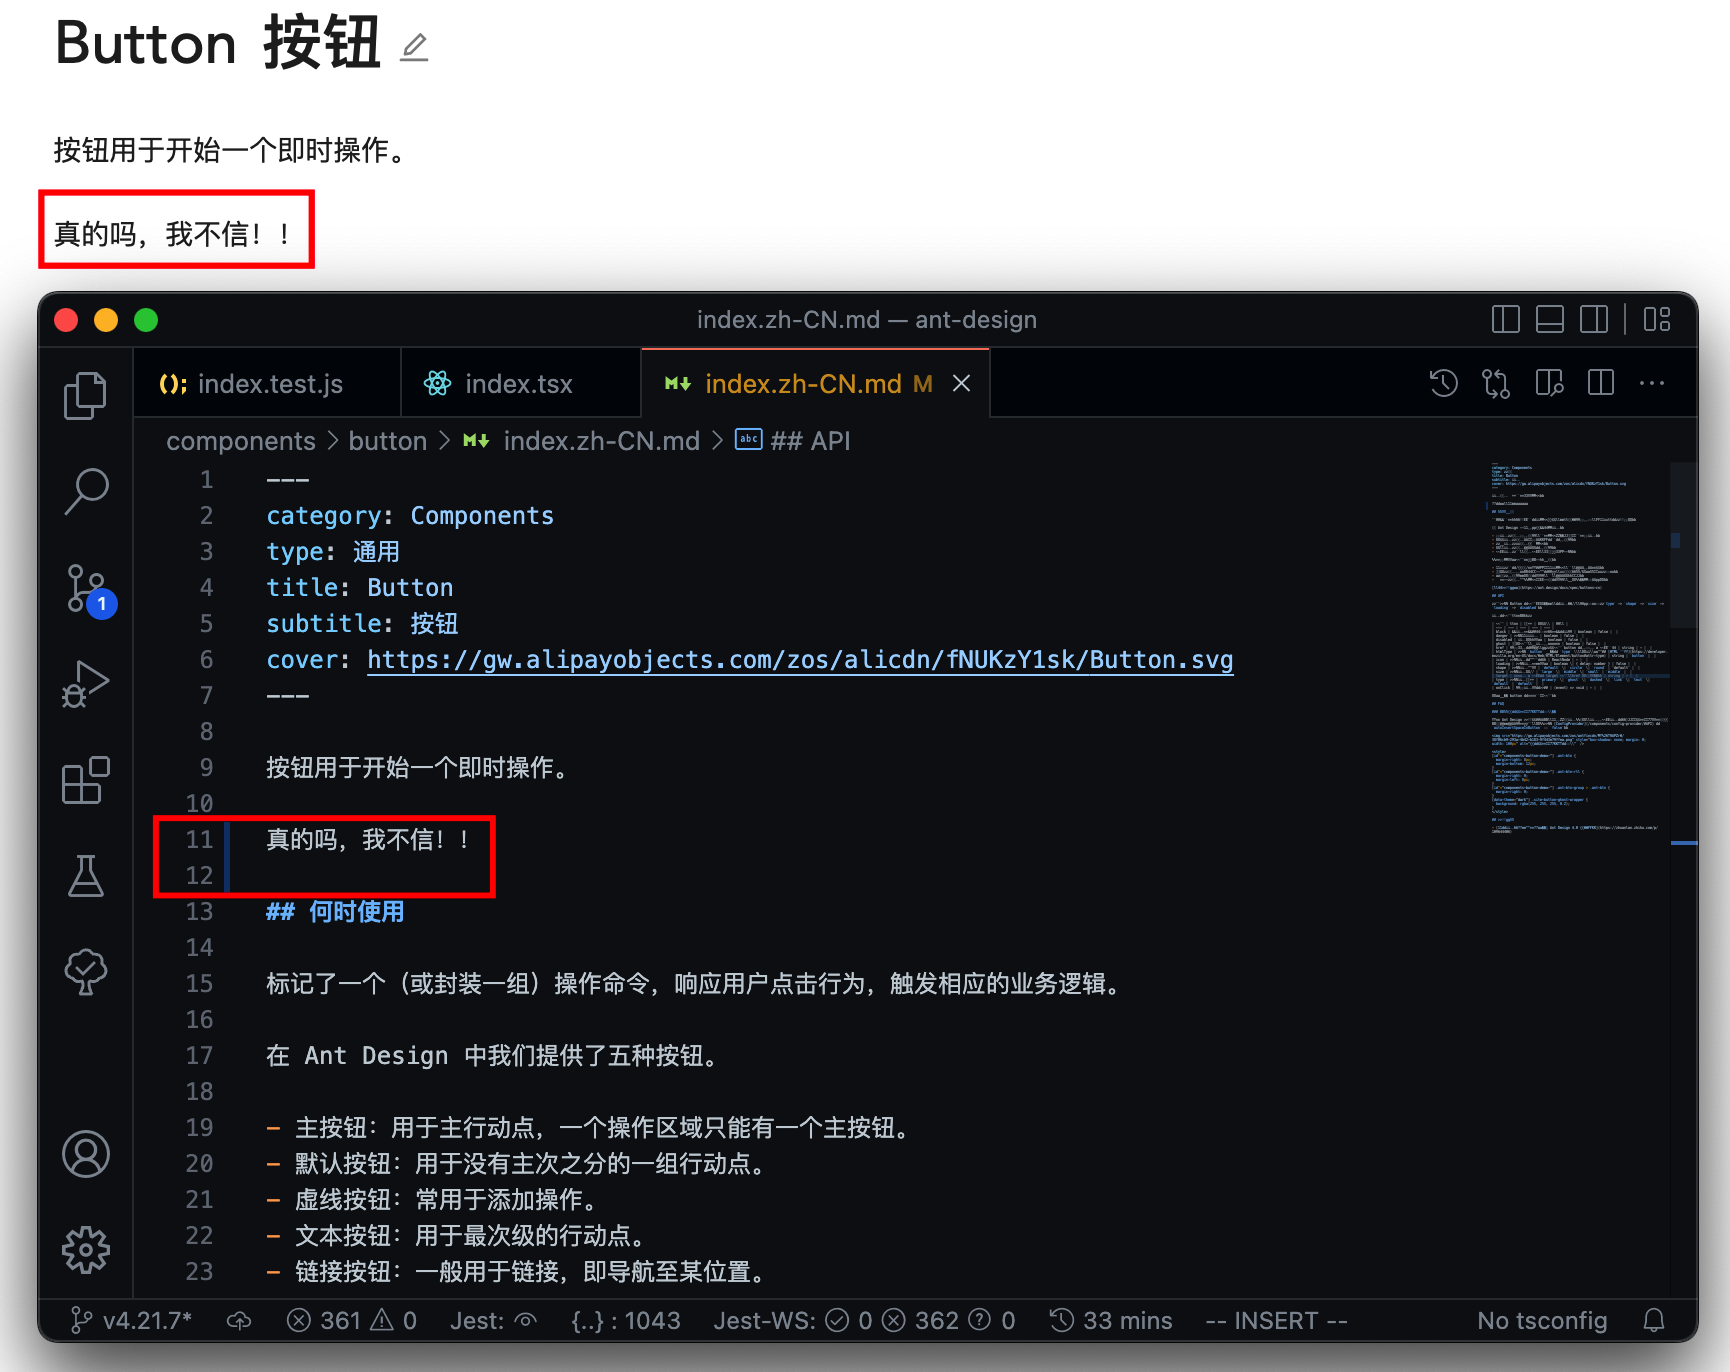 Button 按钮
按钮用于开始一个即时操作。
真的吗，我不信！！
index.zh-CN.md — ant-design
index.test.js
index.tsx
index.zh-CN.md M
components > button > index.zh-CN.md > abc ## API
1 ---
2 category: Components
3 type: 通用
4 title: Button
5 subtitle: 按钮
6 cover: https://gw.alipayobjects.com/zos/alicdn/fNUKzY1sk/Button.svg
7 ---
8
9 按钮用于开始一个即时操作。
10
11 真的吗，我不信！！
12
13 ## 何时使用
14
15 标记了一个（或封装一组）操作命令，响应用户点击行为，触发相应的业务逻辑。
16
17 在 Ant Design 中我们提供了五种按钮。
18
19 - 主按钮：用于主行动点，一个操作区域只能有一个主按钮。
20 - 默认按钮：用于没有主次之分的一组行动点。
21 - 虚线按钮：常用于添加操作。
22 - 文本按钮：用于最次级的行动点。
23 - 链接按钮：一般用于链接，即导航至某位置。
1
v4.21.7* 361 0 Jest: {..} : 1043 Jest-WS: 0 362 0 33 mins -- INSERT -- No tsconfig